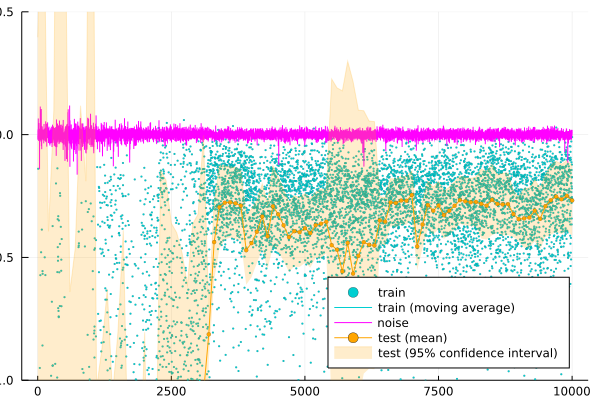 0.5
0.0
0.5
1.0
train
train (moving average)
noise
test (mean)
test (95% confidence interval)
0
2500
5000
7500
10000